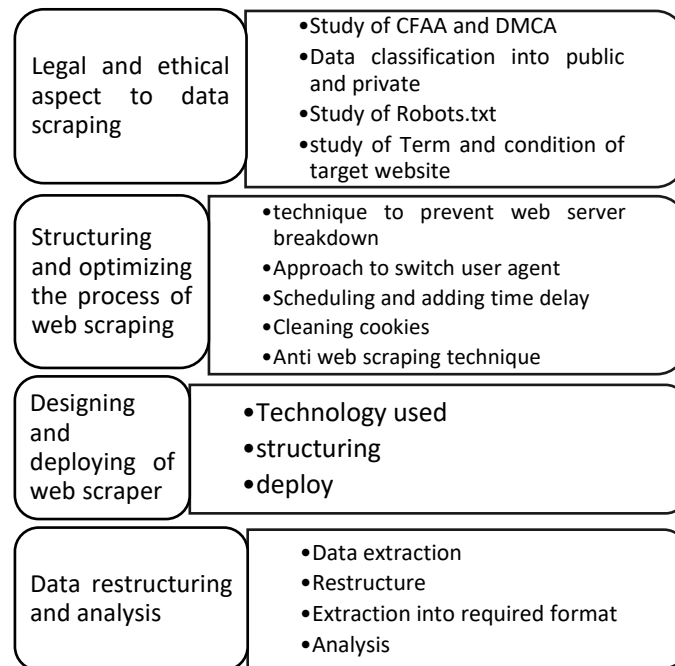 Legal and ethical
aspect to data
scraping
•Study of CFAA and DMCA
•Data classification into public
and private
•Study of Robots.txt
•study of Term and condition of
target website
Structuring
and optimizing
the process of
web scraping
•technique to prevent web server
breakdown
•Approach to switch user agent
•Scheduling and adding time delay
•Cleaning cookies
•Anti web scraping technique
Designing
and
deploying of
web scraper
•Technology used
•structuring
•deploy
Data restructuring
and analysis
•Data extraction
•Restructure
•Extraction into required format
•Analysis